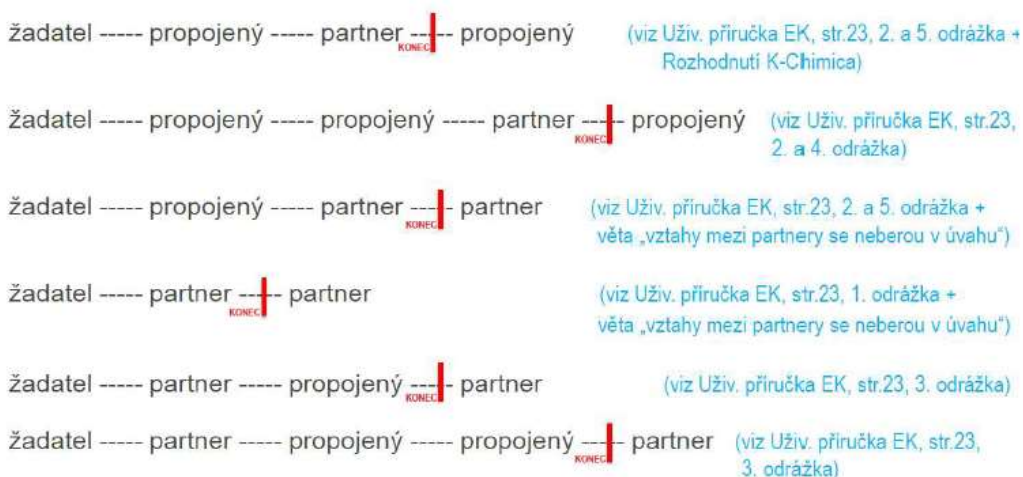 žadatel ----- propojený ----- partner ----- propojený (viz Uživ. příručka EK, str.23, 2. a 5. odrážka +
KONEC Rozhodnutí K-Chimica)
žadatel ----- propojený ----- propojený ----- partner ----- propojený (viz Uživ. příručka EK, str.23,
KONEC 2. a 4. odrážka)
žadatel ----- propojený ----- partner ----- partner (viz Uživ. příručka EK, str.23, 2. a 5. odrážka +
KONEC věta „vztahy mezi partnery se neberou v úvahu“)
žadatel ----- partner ----- partner (viz Uživ. příručka EK, str.23, 1. odrážka +
KONEC věta „vztahy mezi partnery se neberou v úvahu“)
žadatel ----- partner ----- propojený ----- partner (viz Uživ. příručka EK, str.23, 3. odrážka)
KONEC
žadatel ----- partner ----- propojený ----- propojený ----- partner (viz Uživ. příručka EK, str.23,
KONEC 3. odrážka)